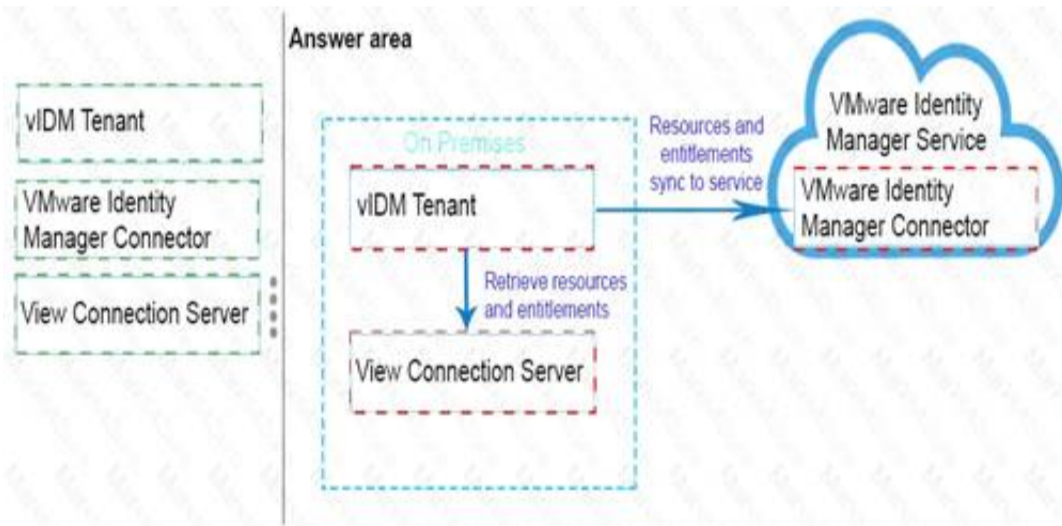 Answer area
vIDM Tenant
VMware Identity
Manager Connector
View Connection Server
On Premises
vIDM Tenant
Retrieve resources
and entitlements
View Connection Server
Resources and
entitlements
sync to service
VMware Identity
Manager Service
VMware Identity
Manager Connector